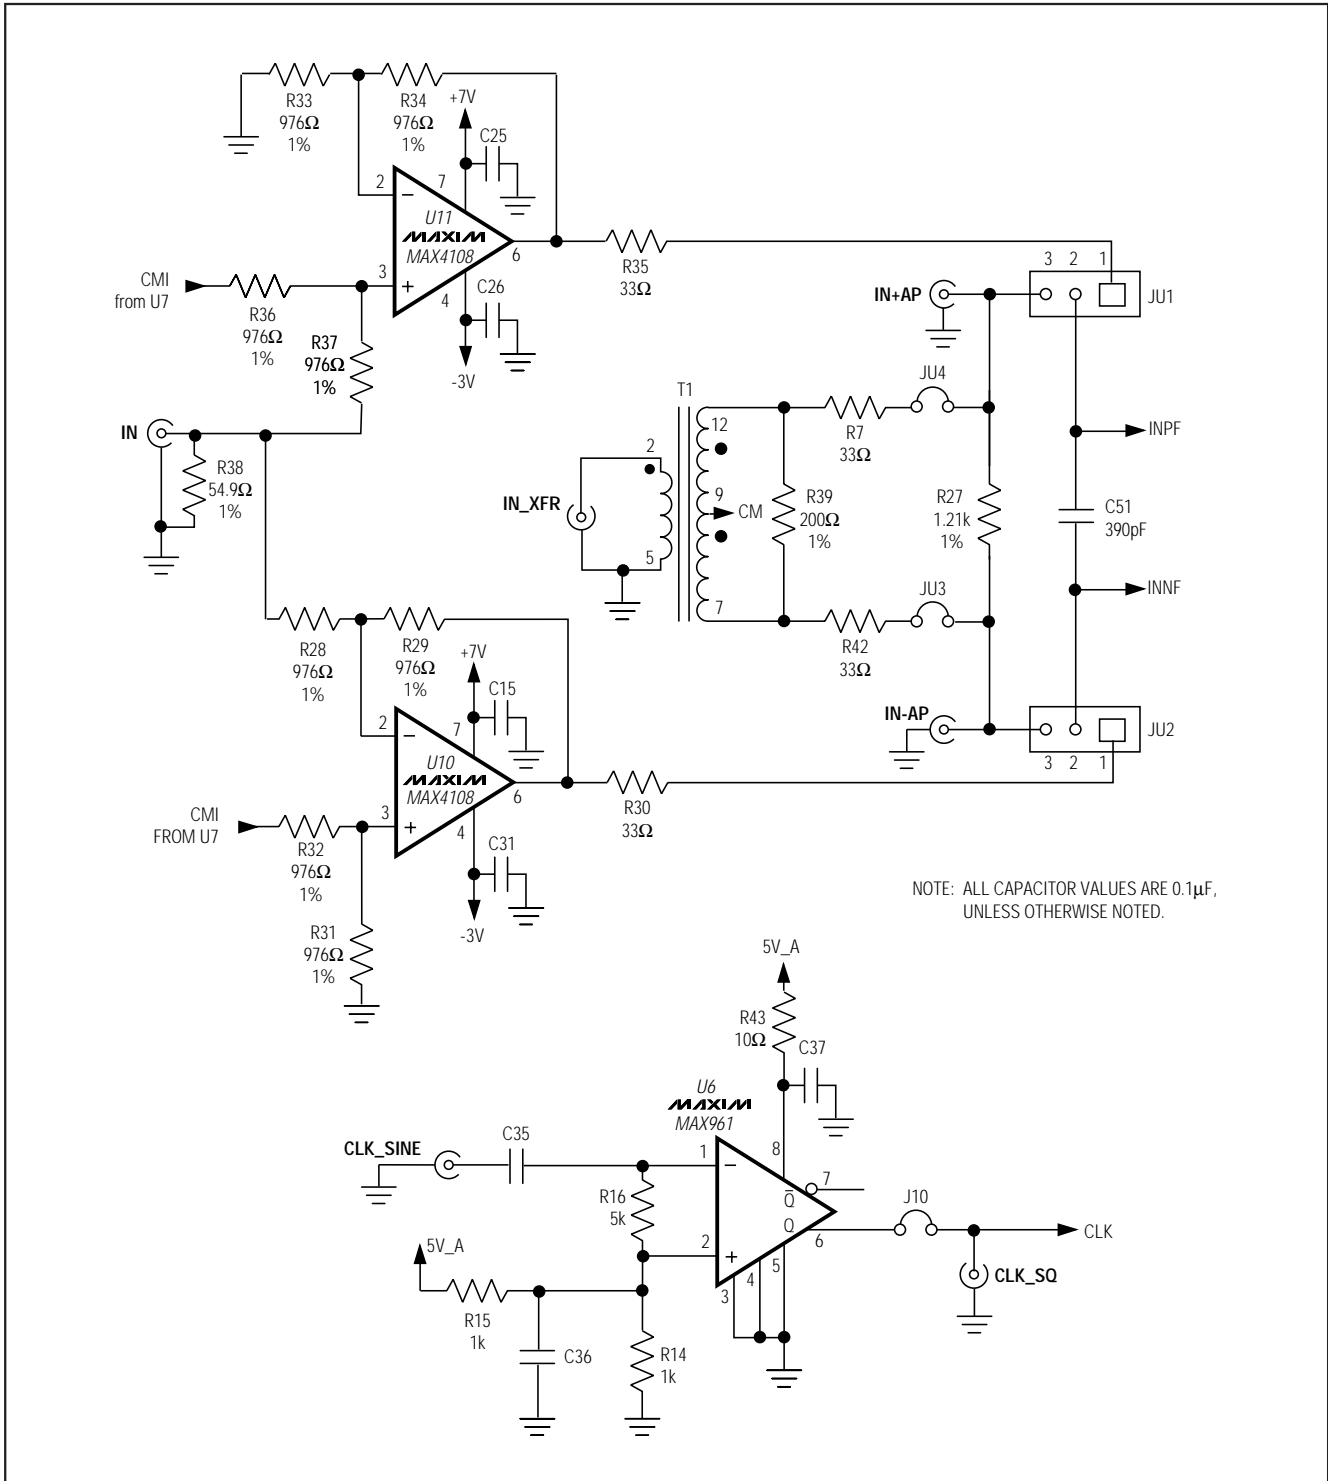 R33
976Ω
1%
R34
976Ω
1%
+7V
C25
2
7
−
U11
MAXIM
MAX4108
6
3
+
4
CMI
from U7
R36
976Ω
1%
R37
976Ω
1%
C26
-3V
R35
33Ω
3 2 1
JU1
IN+AP
JU4
T1
12
R7
33Ω
INPF
IN
R38
54.9Ω
1%
2
IN_XFR
9
CM
R39
200Ω
1%
R27
1.21k
1%
C51
390pF
5
7
JU3
INNF
R42
33Ω
R28
976Ω
1%
R29
976Ω
1%
+7V
C15
2
7
−
U10
MAXIM
MAX4108
6
3
+
4
CMI
FROM U7
R32
976Ω
1%
R31
976Ω
1%
C31
-3V
R30
33Ω
IN-AP
JU2
3 2 1
NOTE: ALL CAPACITOR VALUES ARE 0.1µF,
UNLESS OTHERWISE NOTED.
5V_A
R43
10Ω
C37
U6
MAXIM
MAX961
CLK_SINE
C35
1
−
8
7
Q̅
Q
6
R16
5k
2
+
3
4
5
J10
CLK
CLK_SQ
5V_A
R15
1k
C36
R14
1k